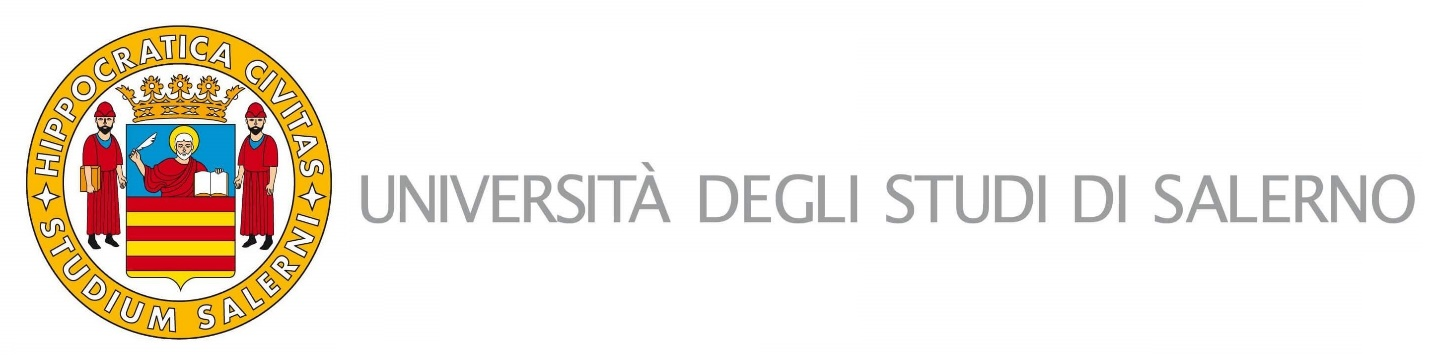 HIPPOCRATICA CIVITAS
STUDIUM SALERNI
UNIVERSITÀ DEGLI STUDI DI SALERNO